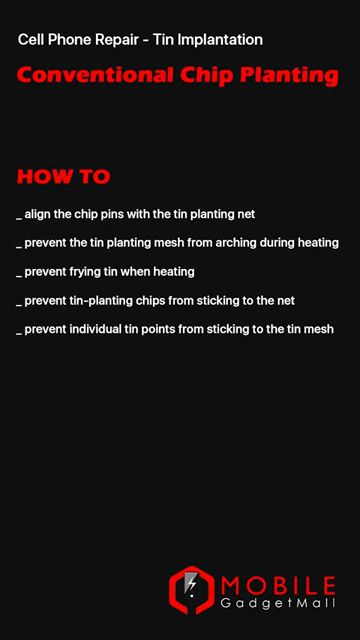 Cell Phone Repair - Tin Implantation
Conventional Chip Planting
HOW TO
_ align the chip pins with the tin planting net
_ prevent the tin planting mesh from arching during heating
_ prevent frying tin when heating
_ prevent tin-planting chips from sticking to the net
_ prevent individual tin points from sticking to the tin mesh
MOBILE
GadgetMall